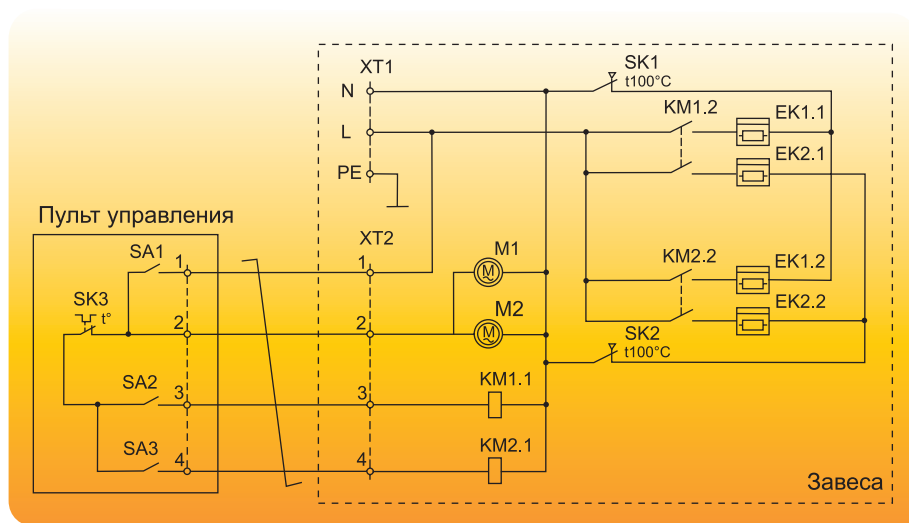 XT1
SK1
t100°C
N
KM1.2
EK1.1
L
EK2.1
PE
Пульт управления
XT2
M1
KM2.2
EK1.2
SA1
1
1
M
SK3
t°
M2
EK2.2
2
2
M
SK2
t100°C
SA2
3
3
KM1.1
SA3
4
4
KM2.1
Завеса